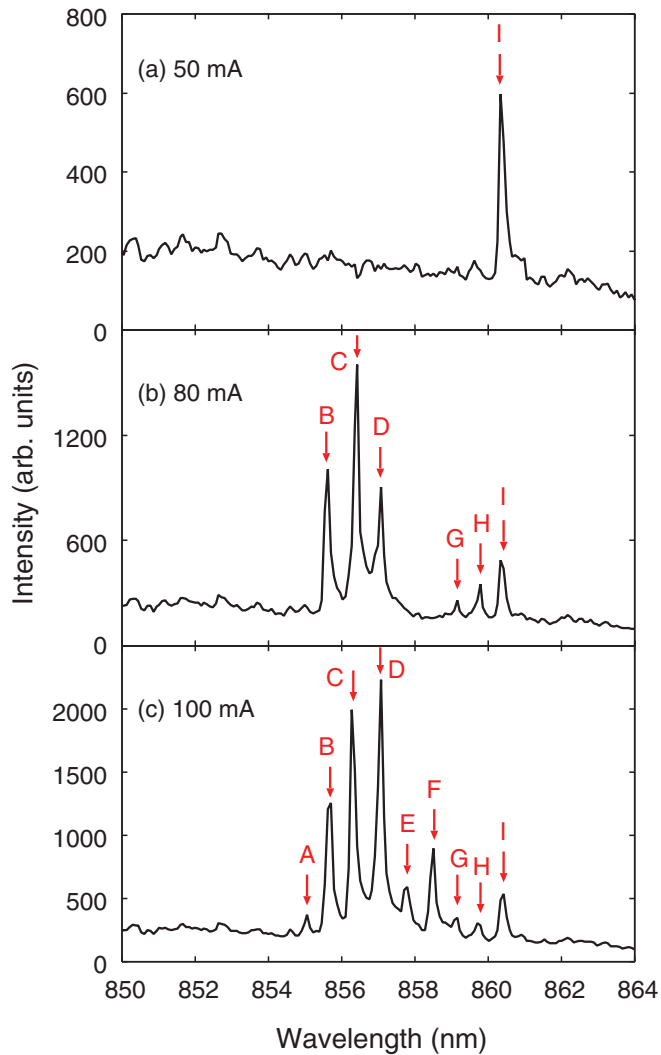 800
I
(a) 50 mA
600
400
200
0
C
(b) 80 mA
B
D
1200
I
G
H
600
0
C
D
(c) 100 mA
2000
B
1500
F
E
I
1000
A
G
H
500
0
850 852 854 856 858 860 862 864
Wavelength (nm)
Intensity (arb. units)